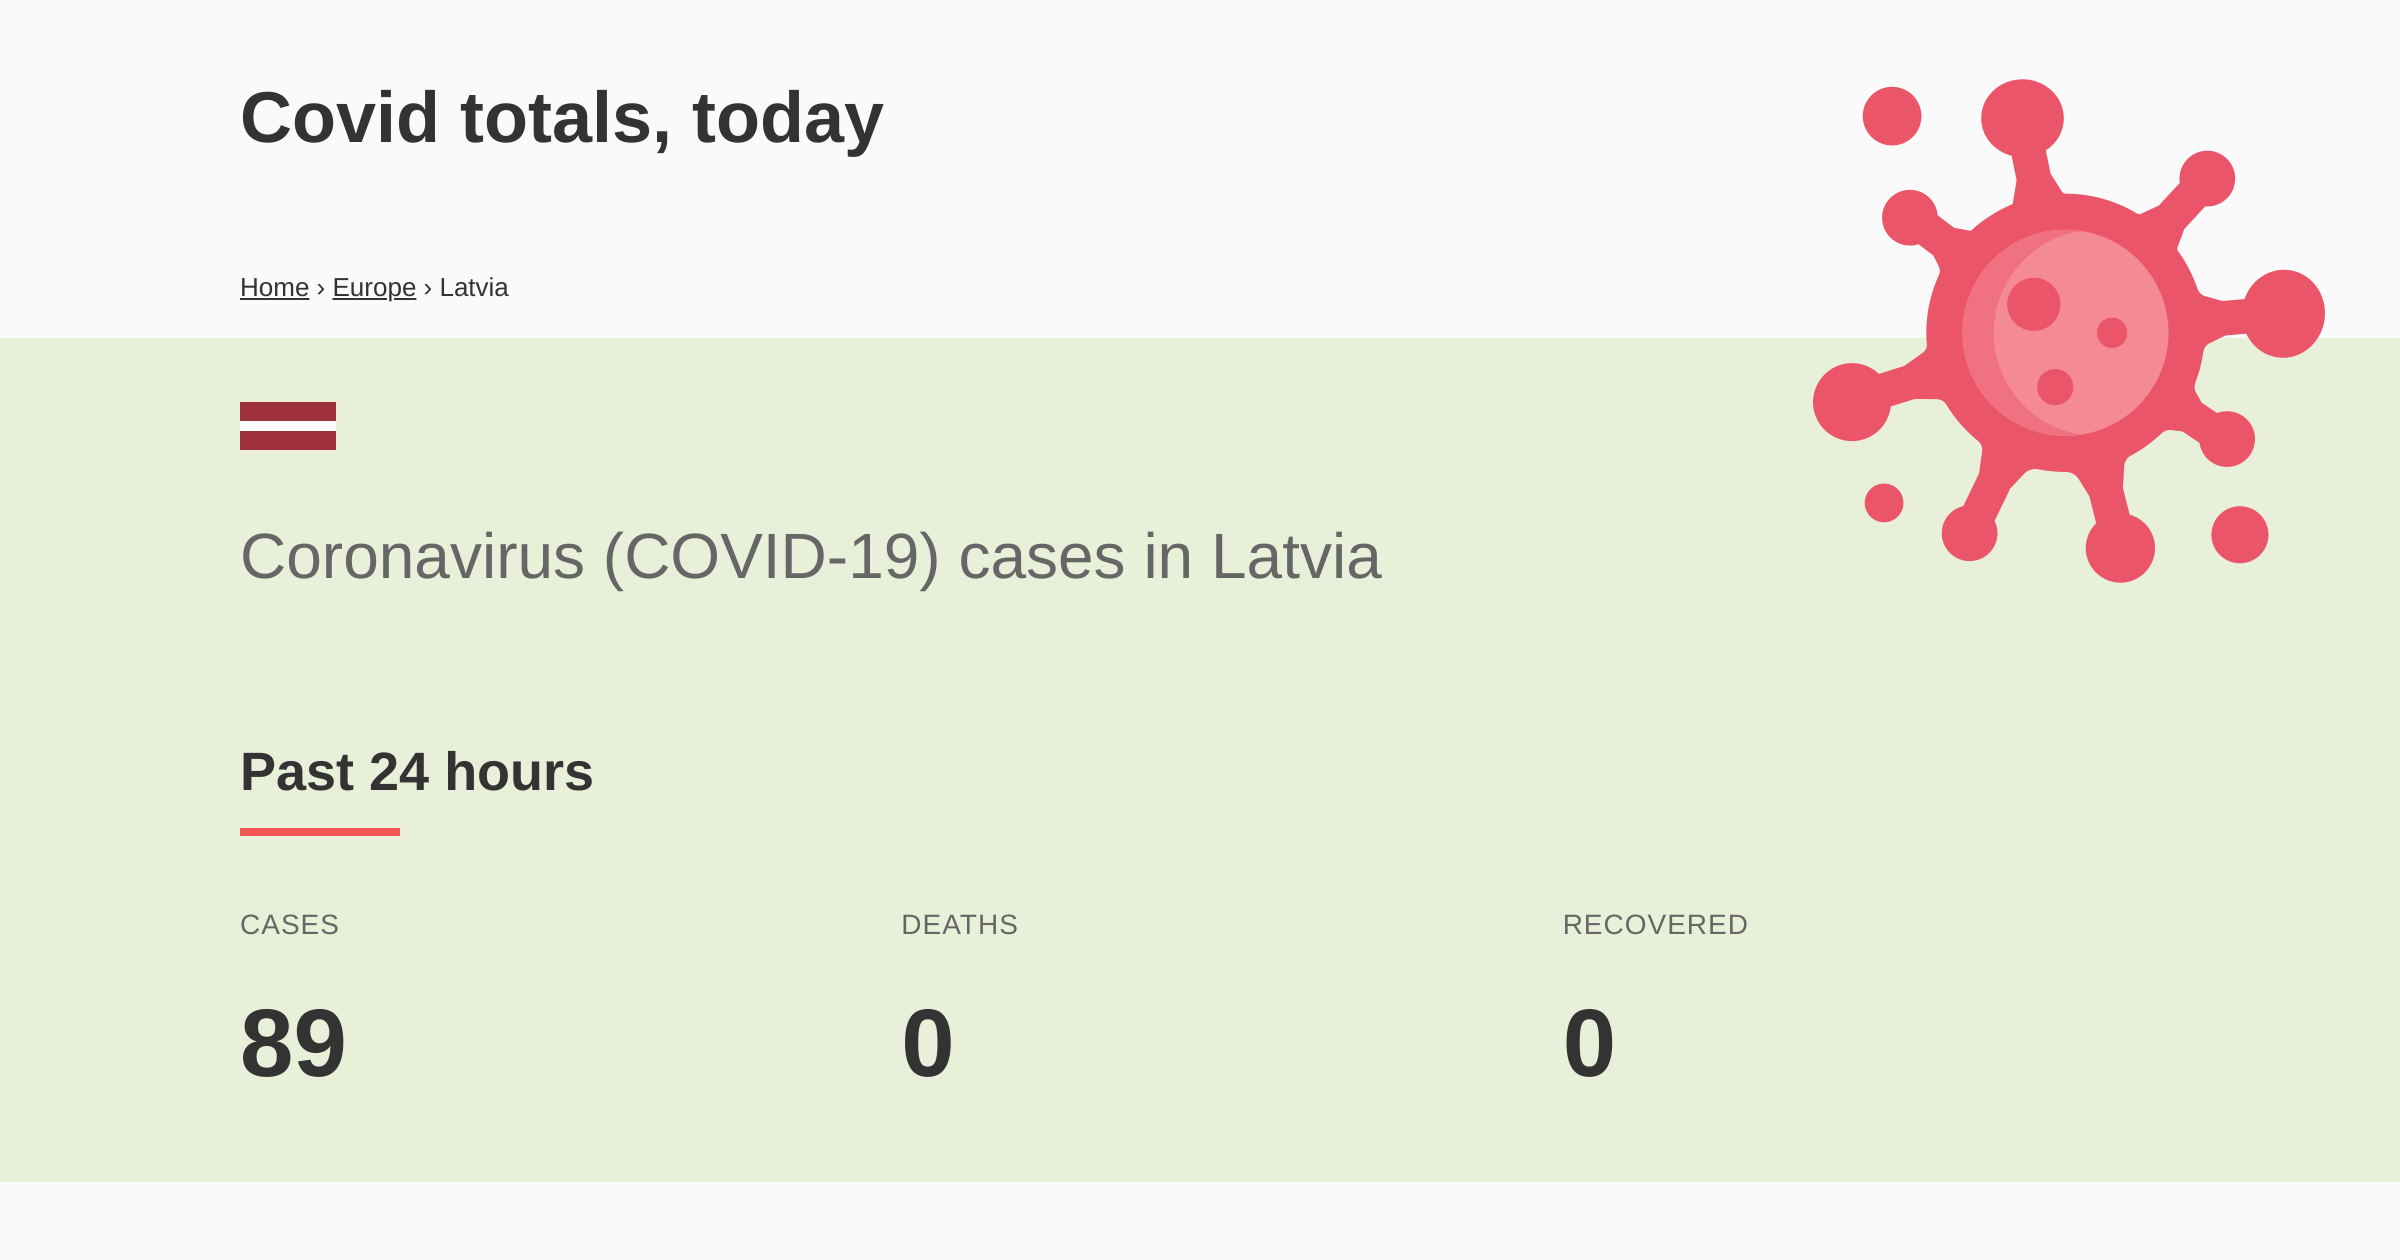 Covid totals, today
Home › Europe › Latvia
Coronavirus (COVID-19) cases in Latvia
Past 24 hours
CASES
DEATHS
RECOVERED
89
0
0